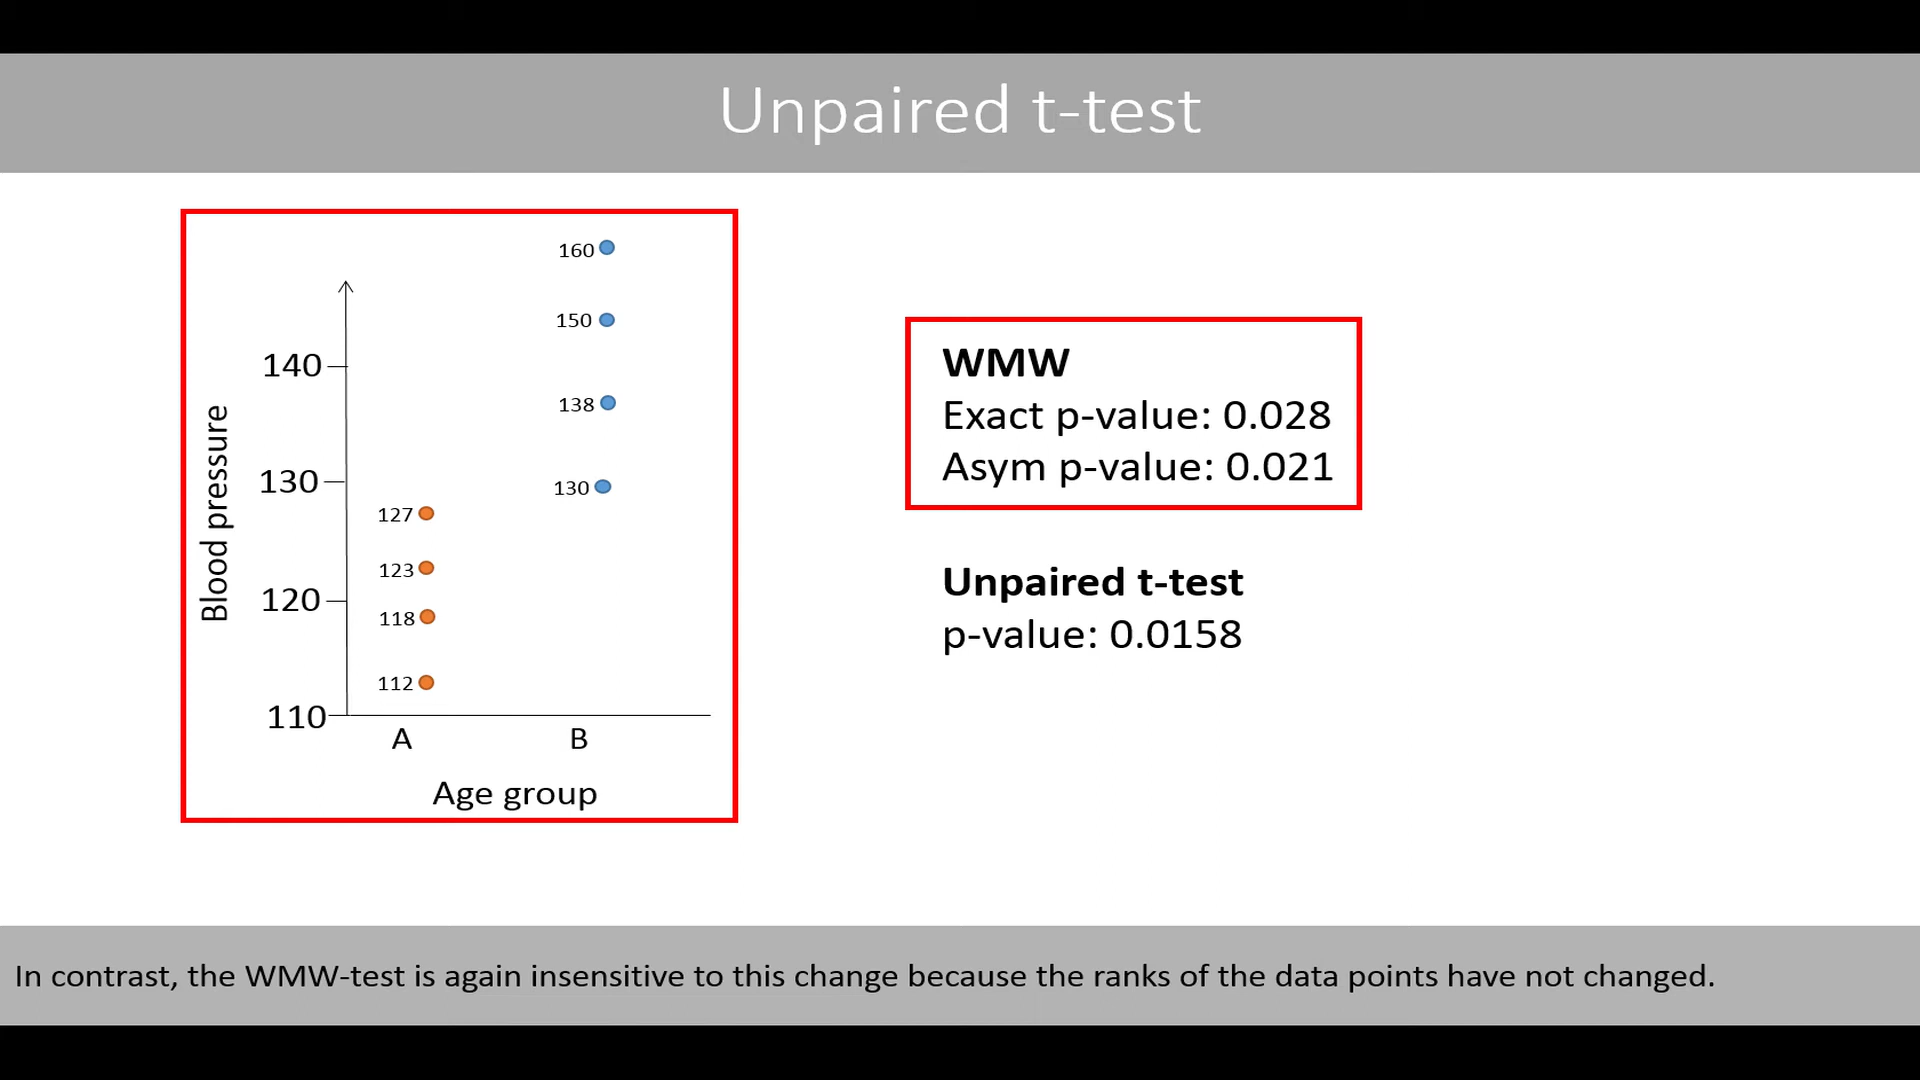 Unpaired t-test
160
150
140
138
130
130
127
123
120
118
112
110
A
B
Blood pressure
Age group
WMW
Exact p-value: 0.028
Asym p-value: 0.021
Unpaired t-test
p-value: 0.0158
In contrast, the WMW-test is again insensitive to this change because the ranks of the data points have not changed.